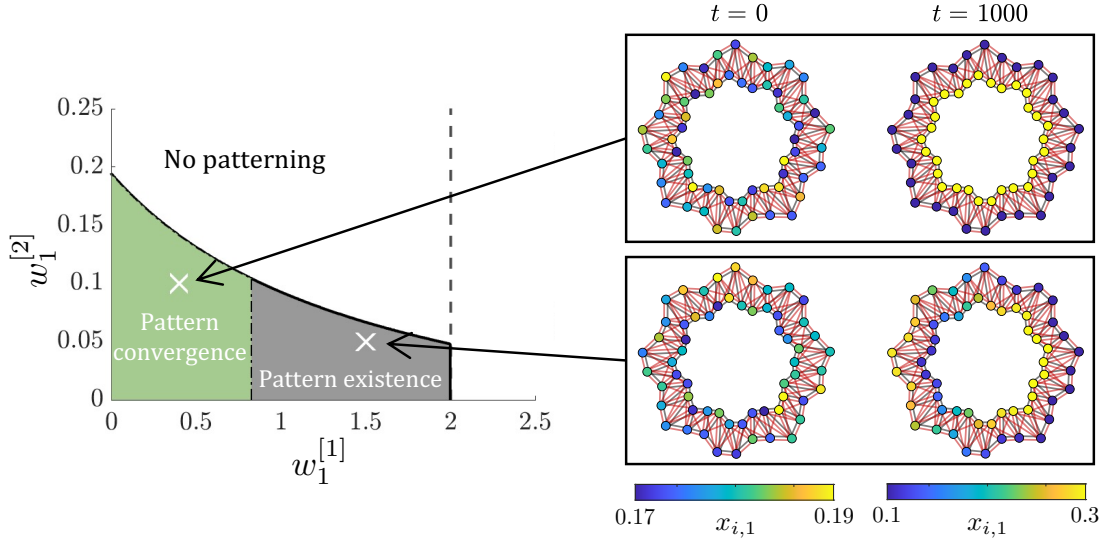 t = 0
t = 1000
0.25
0.2
0.15
0.1
0.05
0
w₁^[2]
No patterning
Pattern
convergence
Pattern existence
0 0.5 1 1.5 2 2.5
w₁^[1]
0.17 0.19
x_{i,1}
0.1 0.3
x_{i,1}